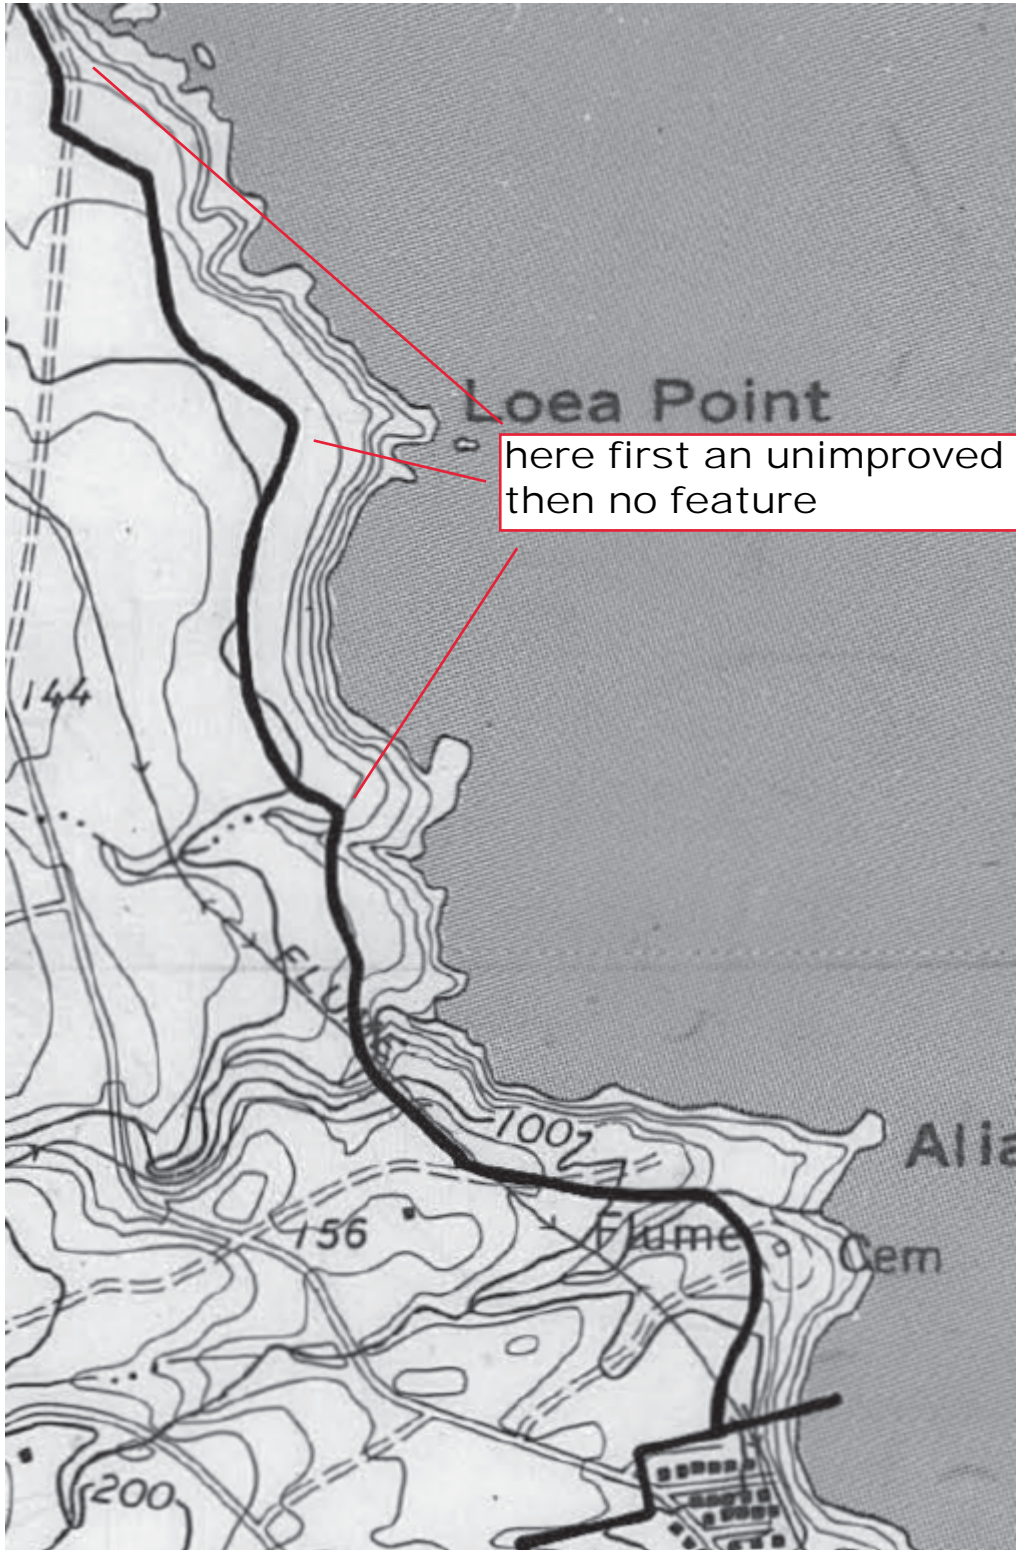 Loea Point
here first an unimproved
then no feature
144
FLUME
100
Alia
156
Flume
Cem
200